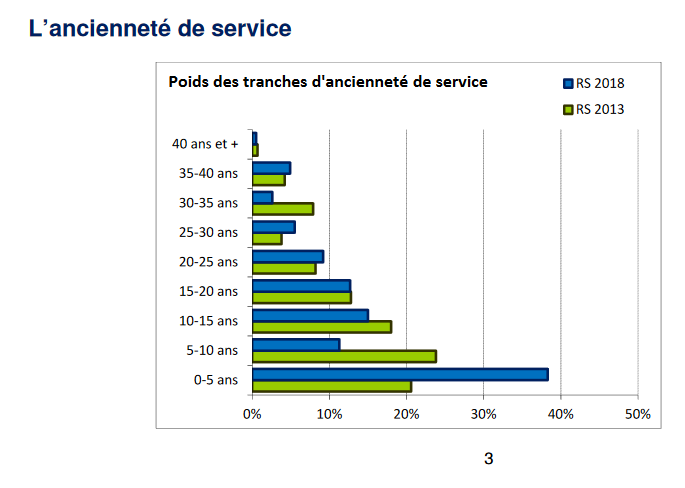 L’ancienneté de service
Poids des tranches d'ancienneté de service
RS 2018
RS 2013
40 ans et +
35-40 ans
30-35 ans
25-30 ans
20-25 ans
15-20 ans
10-15 ans
5-10 ans
0-5 ans
0% 10% 20% 30% 40% 50%
3